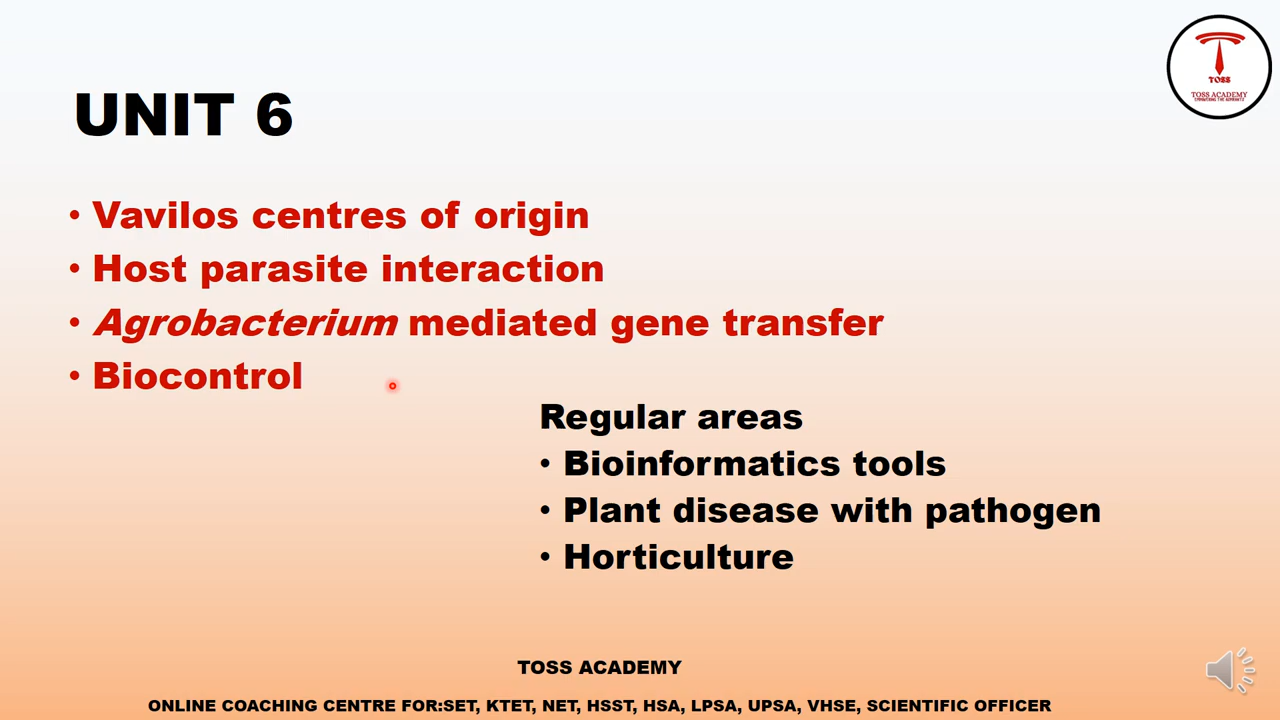 TOSS
TOSS ACADEMY
UNIT 6
• Vavilos centres of origin
• Host parasite interaction
• Agrobacterium mediated gene transfer
• Biocontrol
Regular areas
• Bioinformatics tools
• Plant disease with pathogen
• Horticulture
TOSS ACADEMY
ONLINE COACHING CENTRE FOR:SET, KTET, NET, HSST, HSA, LPSA, UPSA, VHSE, SCIENTIFIC OFFICER